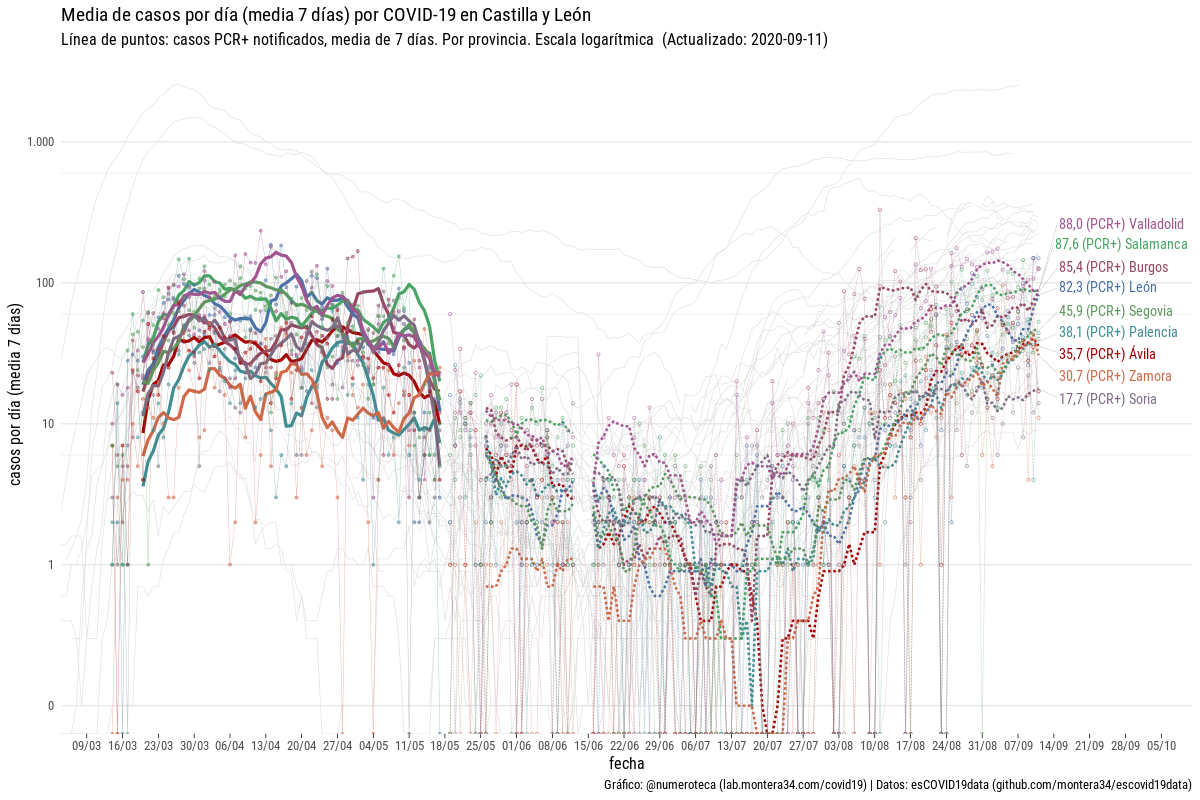 Media de casos por día (media 7 días) por COVID-19 en Castilla y León
Línea de puntos: casos PCR+ notificados, media de 7 días. Por provincia. Escala logarítmica (Actualizado: 2020-09-11)
casos por día (media 7 días)
1.000
100
10
1
0
88,0 (PCR+) Valladolid
87,6 (PCR+) Salamanca
85,4 (PCR+) Burgos
82,3 (PCR+) León
45,9 (PCR+) Segovia
38,1 (PCR+) Palencia
35,7 (PCR+) Ávila
30,7 (PCR+) Zamora
17,7 (PCR+) Soria
09/03 16/03 23/03 30/03 06/04 13/04 20/04 27/04 04/05 11/05 18/05 25/05 01/06 08/06 15/06 22/06 29/06 06/07 13/07 20/07 27/07 03/08 10/08 17/08 24/08 31/08 07/09 14/09 21/09 28/09 05/10
fecha
Gráfico: @numeroteca (lab.montera34.com/covid19) | Datos: esCOVID19data (github.com/montera34/escovid19data)